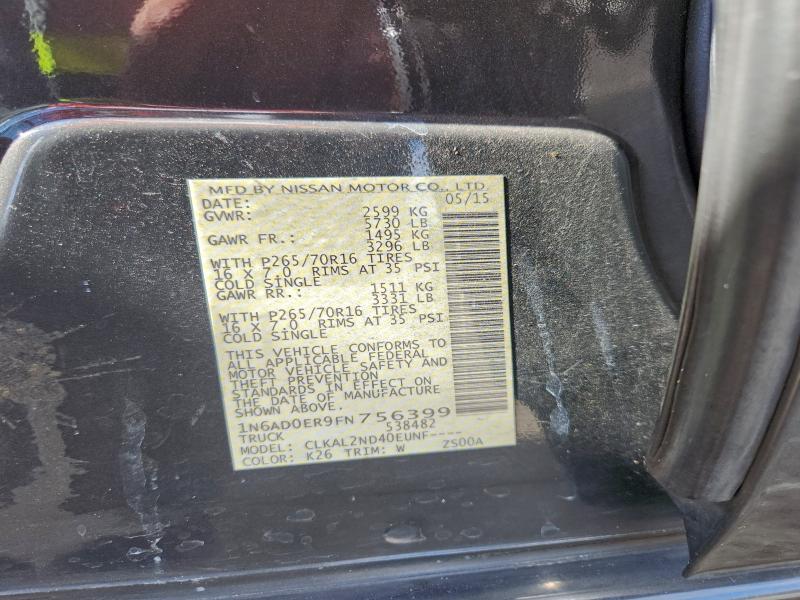 MFD BY NISSAN MOTOR CO., LTD.
DATE: 05/15
GVWR: 2599 KG
5730 LB
GAWR FR.: 1495 KG
3296 LB
WITH P265/70R16 TIRES
16 X 7.0 RIMS AT 35 PSI
COLD SINGLE
GAWR RR.: 1511 KG
3331 LB
WITH P265/70R16 TIRES
16 X 7.0 RIMS AT 35 PSI
COLD SINGLE
THIS VEHICLE CONFORMS TO
ALL APPLICABLE FEDERAL
MOTOR VEHICLE SAFETY AND
THEFT PREVENTION
STANDARDS IN EFFECT ON
THE DATE OF MANUFACTURE
SHOWN ABOVE.
1N6AD0ER9FN756399
TRUCK 538482
MODEL: CLKAL2ND40EUNF----
COLOR: K26 TRIM: W ZS00A